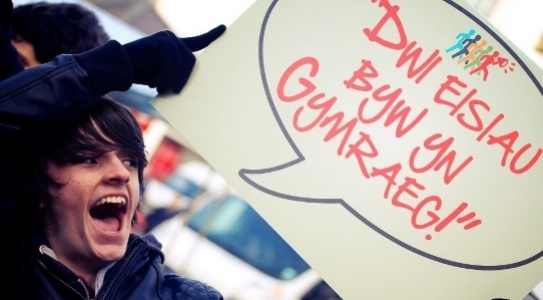 "DWI EISIAU
BYW YN
GYMRAEG!"